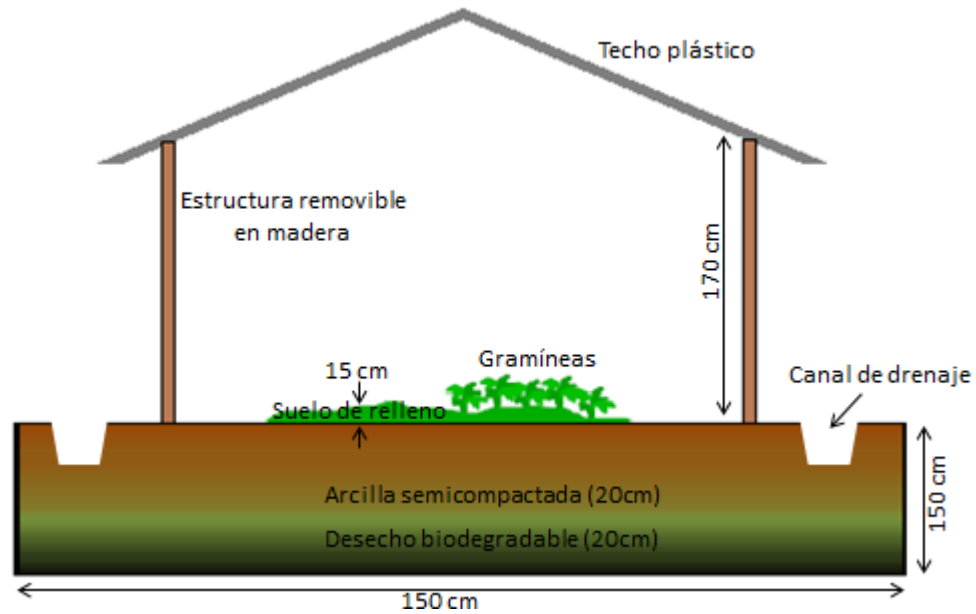 Techo plástico
Estructura removible
en madera
170 cm
15 cm
Gramíneas
Canal de drenaje
Suelo de relleno
Arcilla semicompactada (20cm)
Desecho biodegradable (20cm)
150 cm
150 cm